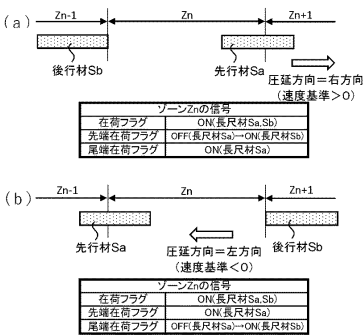 (a)
Zn-1 Zn Zn+1
後行材Sb 先行材Sa 圧延方向=右方向
(速度基準>0)
ゾーンZnの信号
在荷フラグ ON(長尺材Sa,Sb)
先端在荷フラグ OFF(長尺材Sa)→ON(長尺材Sb)
尾端在荷フラグ ON(長尺材Sa)
(b)
Zn-1 Zn Zn+1
先行材Sa 圧延方向=左方向 後行材Sb
(速度基準<0)
ゾーンZnの信号
在荷フラグ ON(長尺材Sa,Sb)
先端在荷フラグ ON(長尺材Sa)
尾端在荷フラグ OFF(長尺材Sa)→ON(長尺材Sb)